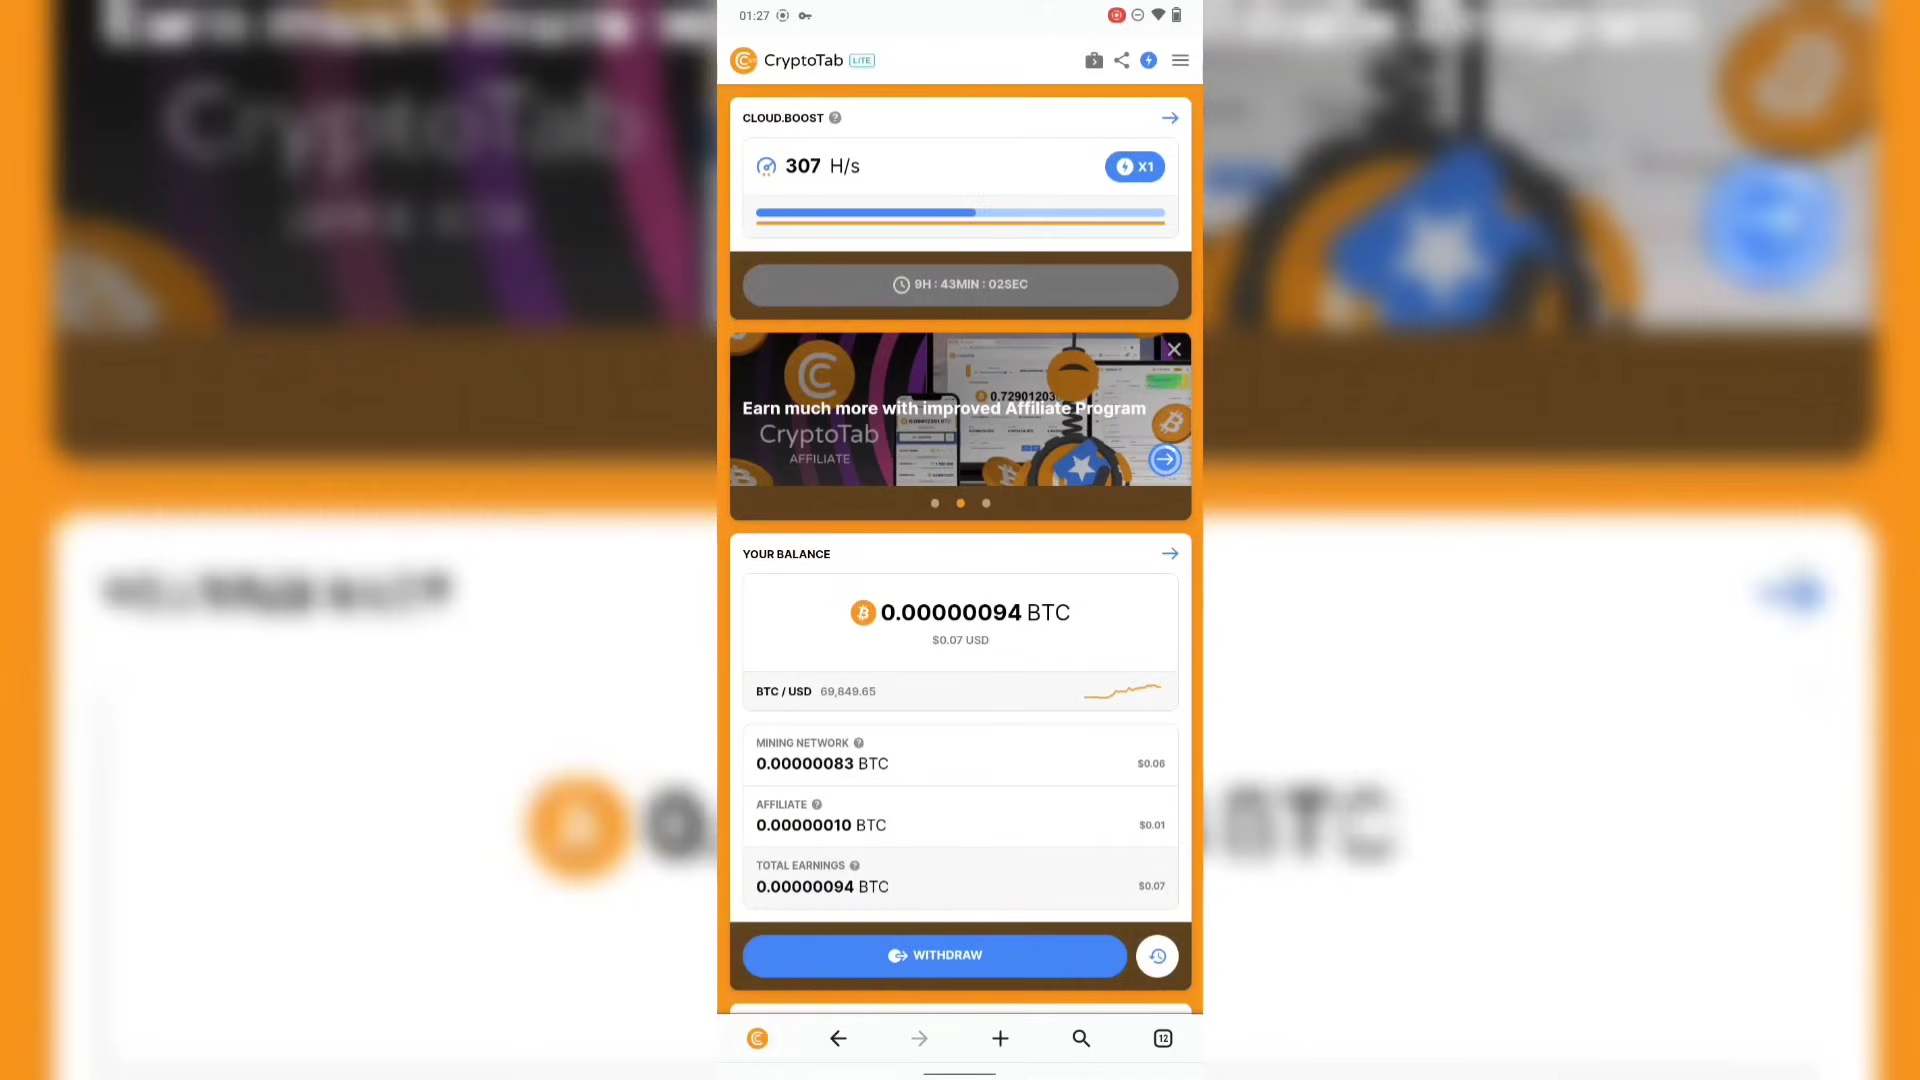 01:27
CryptoTab LITE
CLOUD.BOOST
307 H/s
X1
9H : 43MIN : 02SEC
0.72901203
Earn much more with improved Affiliate Program
CryptoTab
AFFILIATE
YOUR BALANCE
0.00000094 BTC
$0.07 USD
BTC / USD 69,849.65
MINING NETWORK
0.00000083 BTC
$0.06
AFFILIATE
0.00000010 BTC
$0.01
TOTAL EARNINGS
0.00000094 BTC
$0.07
WITHDRAW
12